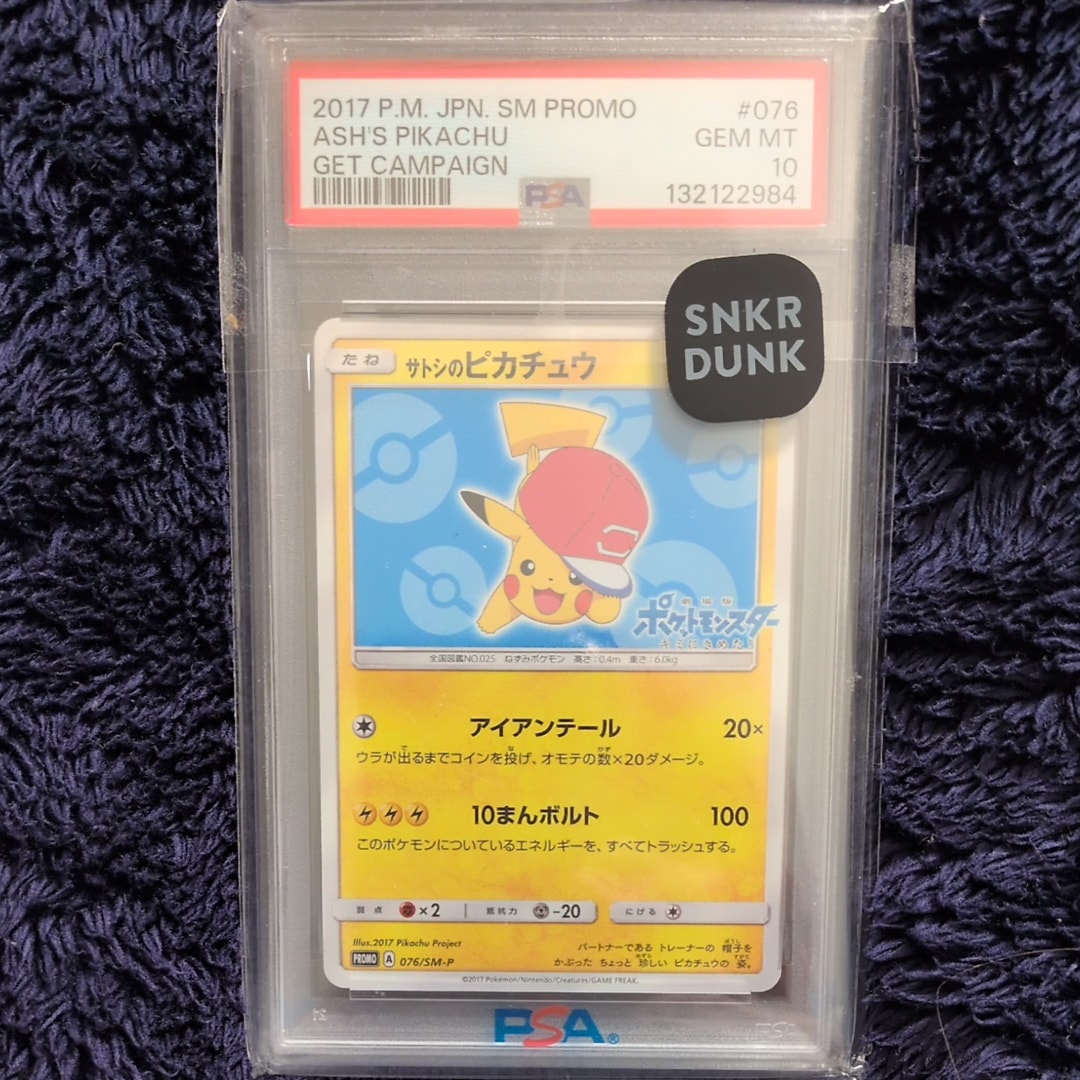 2017 P.M. JPN. SM PROMO #076
ASH'S PIKACHU GEM MT
GET CAMPAIGN 10
PSA 132122984
SNKR
DUNK
たね サトシのピカチュウ
劇場版
ポケットモンスター
キミにきめた!
全国図鑑NO.025 ねずみポケモン 高さ:0.4m 重さ:6.0kg
アイアンテール 20×
ウラが出るまでコインを投げ、オモテの数×20ダメージ。
10まんボルト 100
このポケモンについているエネルギーを、すべてトラッシュする。
弱点 ×2 抵抗力 -20 にげる
Illus.2017 Pikachu Project
パートナーである トレーナーの 帽子を
PROMO A 076/SM-P かぶった ちょっと 珍しい ピカチュウの 姿。
©2017 Pokémon/Nintendo/Creatures/GAME FREAK.
PSA®